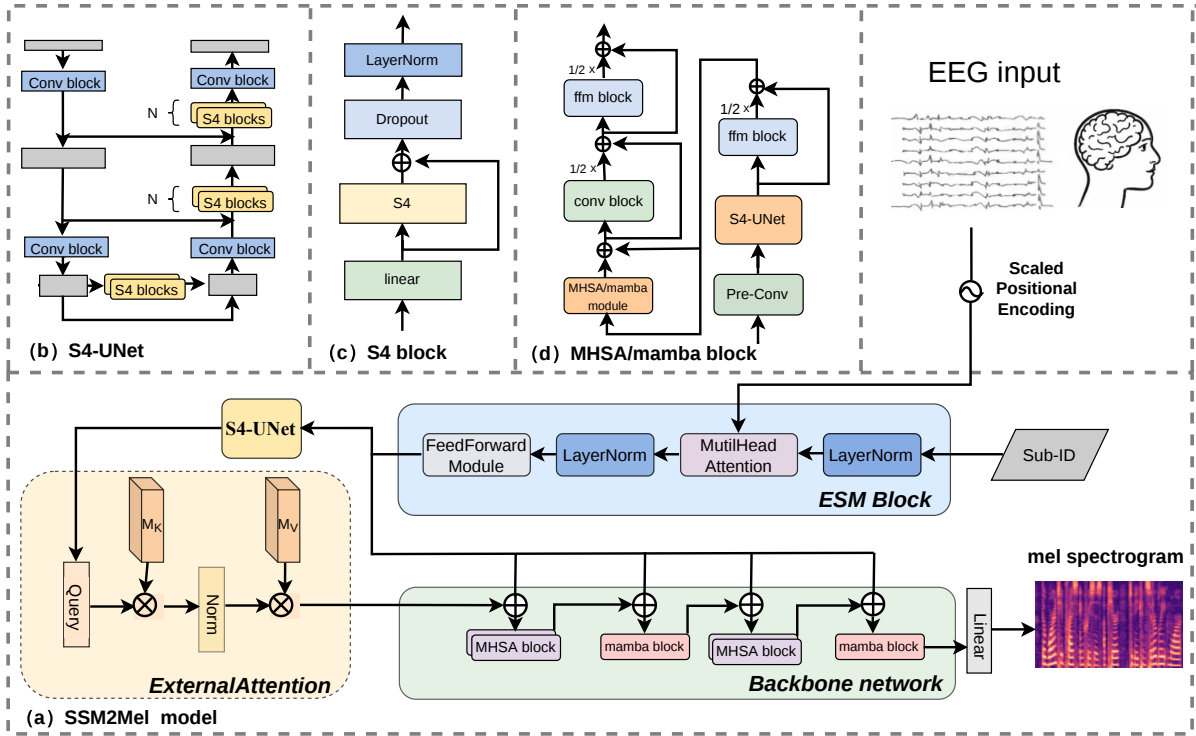 Conv block
Conv block
N
S4 blocks
N
S4 blocks
Conv block
Conv block
S4 blocks
（b）S4-UNet
LayerNorm
Dropout
S4
linear
（c）S4 block
1/2 x
ffm block
1/2 x
conv block
MHSA/mamba
module
1/2 x
ffm block
S4-UNet
Pre-Conv
（d）MHSA/mamba block
EEG input
Scaled
Positional
Encoding
S4-UNet
FeedForward
Module
LayerNorm
MutilHead
Attention
LayerNorm
Sub-ID
ESM Block
MK
MV
Query
Norm
ExternalAttention
MHSA block
mamba block
MHSA block
mamba block
Backbone network
Linear
mel spectrogram
（a）SSM2Mel model